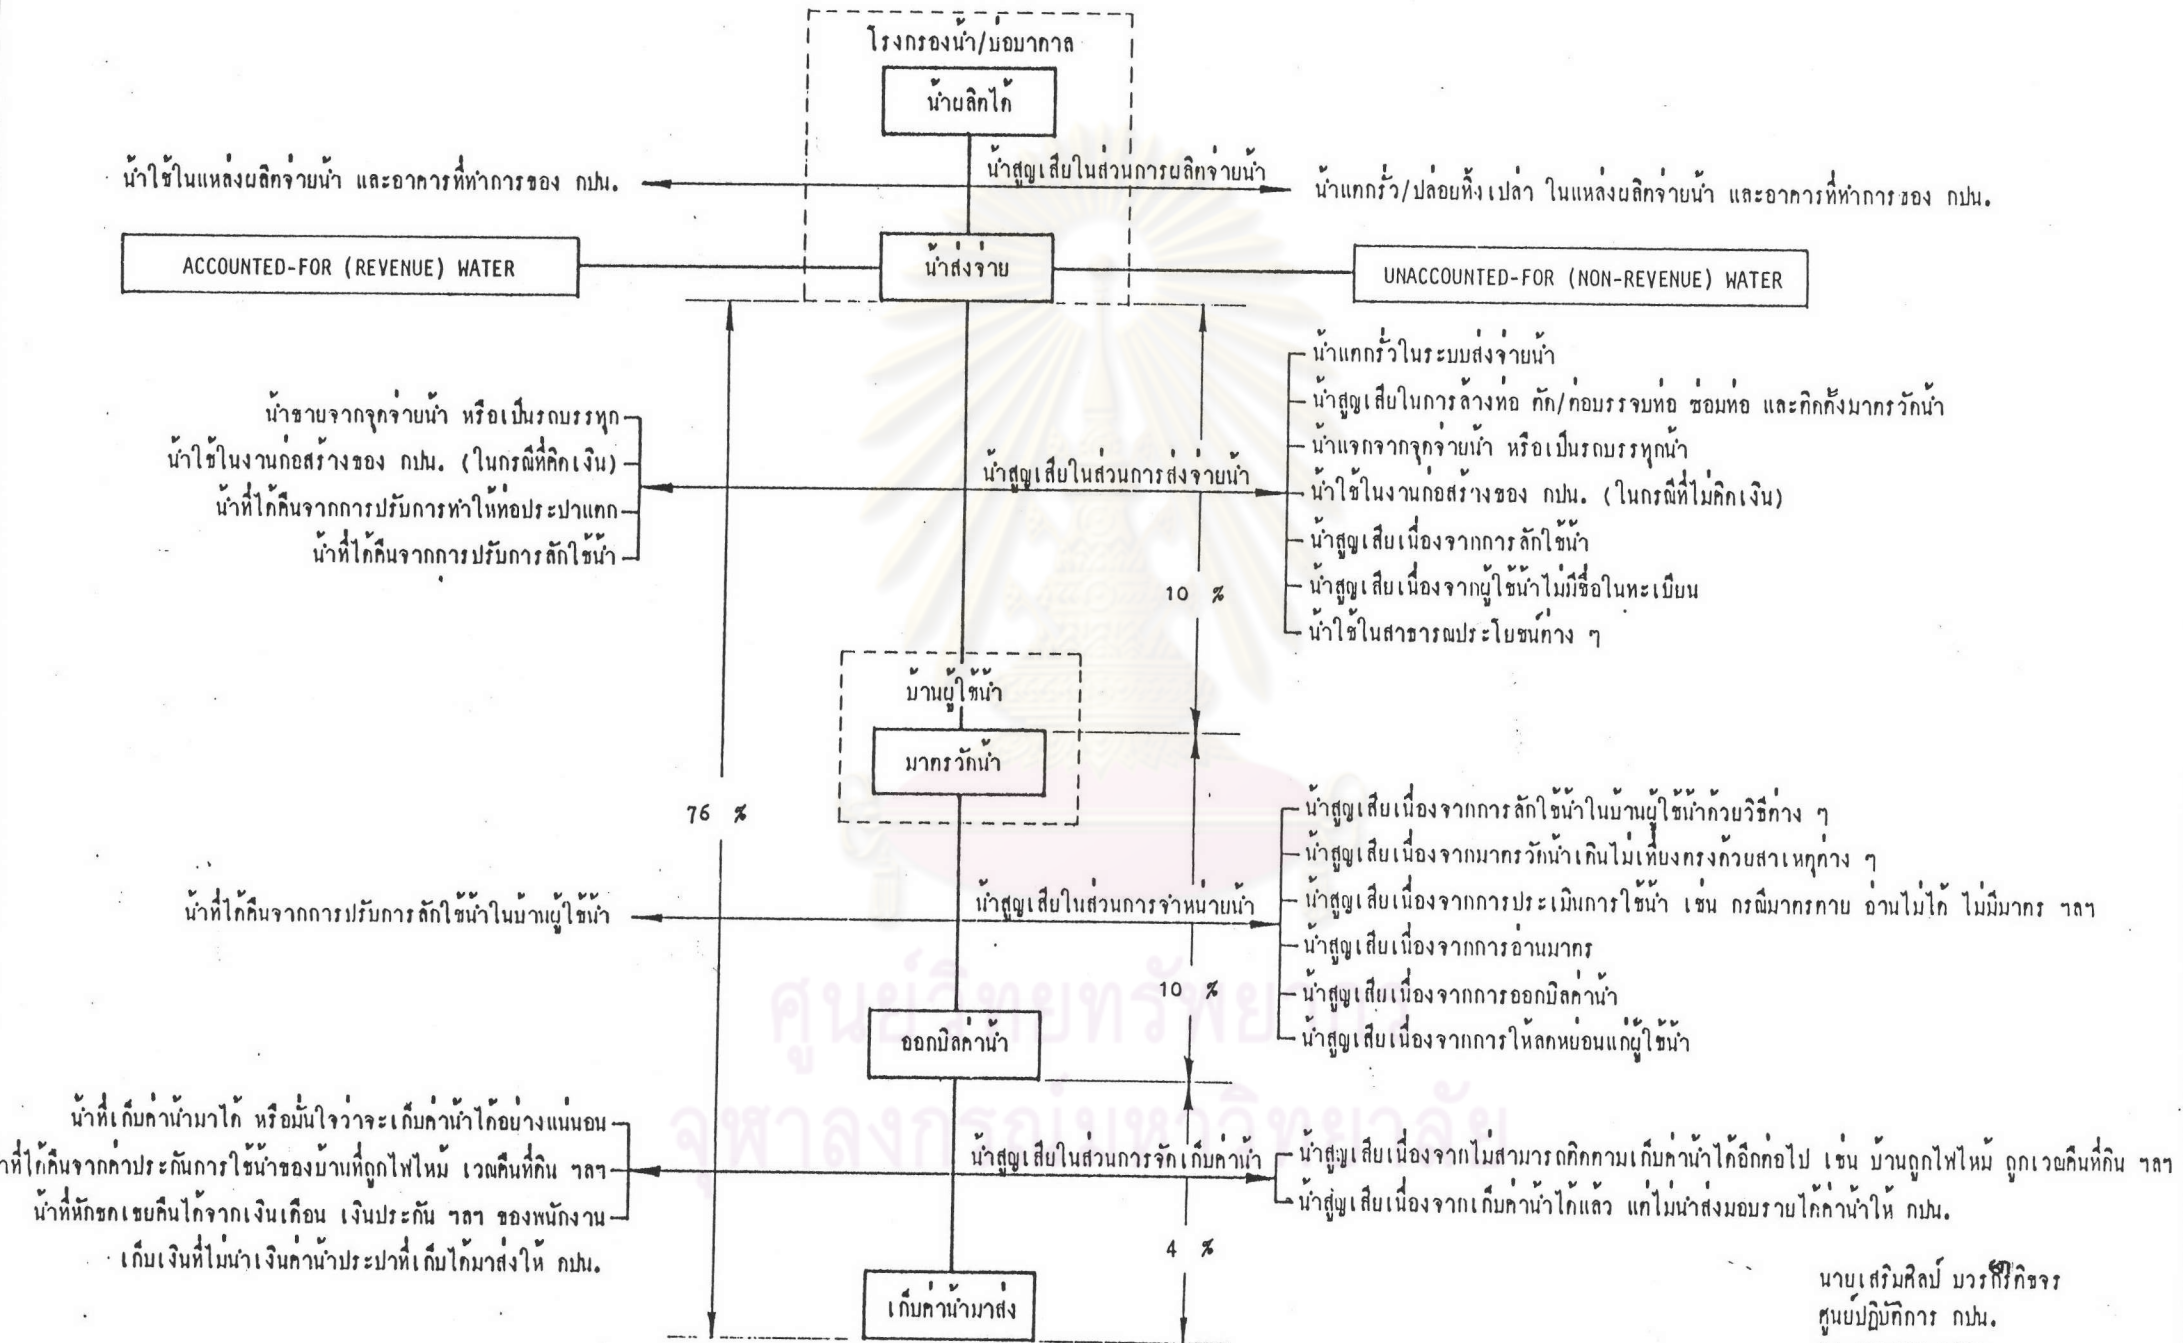 โรงกรองน้ำ/บ่อบาดาล
น้ำผลิตได้
น้ำใช้ในแหล่งผลิตจ่ายน้ำ และอาคารที่ทำการของ กปน.
น้ำสูญเสียในส่วนการผลิตจ่ายน้ำ
น้ำแตกรั่ว/ปล่อยทิ้งเปล่า ในแหล่งผลิตจ่ายน้ำ และอาคารที่ทำการของ กปน.
ACCOUNTED-FOR (REVENUE) WATER
น้ำส่งจ่าย
UNACCOUNTED-FOR (NON-REVENUE) WATER
น้ำขายจากจุดจ่ายน้ำ หรือเป็นรถบรรทุก
น้ำใช้ในงานก่อสร้างของ กปน. (ในกรณีที่คิดเงิน)
น้ำที่ได้คืนจากการปรับการทำให้ท่อประปาแตก
น้ำที่ได้คืนจากการปรับการลักใช้น้ำ
น้ำสูญเสียในส่วนการส่งจ่ายน้ำ
น้ำแตกรั่วในระบบส่งจ่ายน้ำ
น้ำสูญเสียในการล้างท่อ ตัด/ต่อบรรจบท่อ ซ่อมท่อ และติดตั้งมาตรวัดน้ำ
น้ำแจกจากจุดจ่ายน้ำ หรือเป็นรถบรรทุกน้ำ
น้ำใช้ในงานก่อสร้างของ กปน. (ในกรณีที่ไม่คิดเงิน)
น้ำสูญเสียเนื่องจากการลักใช้น้ำ
น้ำสูญเสียเนื่องจากผู้ใช้น้ำไม่มีชื่อในทะเบียน
น้ำใช้ในสาธารณประโยชน์ต่าง ๆ
10 %
บ้านผู้ใช้น้ำ
มาตรวัดน้ำ
76 %
น้ำที่ได้คืนจากการปรับการลักใช้น้ำในบ้านผู้ใช้น้ำ
น้ำสูญเสียในส่วนการจำหน่ายน้ำ
น้ำสูญเสียเนื่องจากการลักใช้น้ำในบ้านผู้ใช้น้ำด้วยวิธีต่าง ๆ
น้ำสูญเสียเนื่องจากมาตรวัดน้ำเดินไม่เที่ยงตรงด้วยสาเหตุต่าง ๆ
น้ำสูญเสียเนื่องจากการประเมินการใช้น้ำ เช่น กรณีมาตรตาย อ่านไม่ได้ ไม่มีมาตร ฯลฯ
น้ำสูญเสียเนื่องจากการอ่านมาตร
น้ำสูญเสียเนื่องจากการออกบิลค่าน้ำ
น้ำสูญเสียเนื่องจากการให้ลดหย่อนแก่ผู้ใช้น้ำ
10 %
ศูนย์วิทยทรัพยากร
จุฬาลงกรณ์มหาวิทยาลัย
ออกบิลค่าน้ำ
น้ำที่เก็บค่าน้ำมาได้ หรือมั่นใจว่าจะเก็บค่าน้ำได้อย่างแน่นอน
ที่ได้คืนจากค่าประกันการใช้น้ำของบ้านที่ถูกไฟไหม้ เวณคืนที่ดิน ฯลฯ
น้ำที่หักชดเชยคืนได้จากเงินเดือน เงินประกัน ฯลฯ ของพนักงาน
เก็บเงินที่ไม่นำเงินค่าน้ำประปาที่เก็บได้มาส่งให้ กปน.
น้ำสูญเสียในส่วนการจัดเก็บค่าน้ำ
น้ำสูญเสียเนื่องจากไม่สามารถติดตามเก็บค่าน้ำได้อีกต่อไป เช่น บ้านถูกไฟไหม้ ถูกเวณคืนที่ดิน ฯลฯ
น้ำสูญเสียเนื่องจากเก็บค่าน้ำได้แล้ว แต่ไม่นำส่งมอบรายได้ค่าน้ำให้ กปน.
4 %
เก็บค่าน้ำมาส่ง
นายเสริมศิลป์
ศูนย์ปฏิบัติการ กปน.